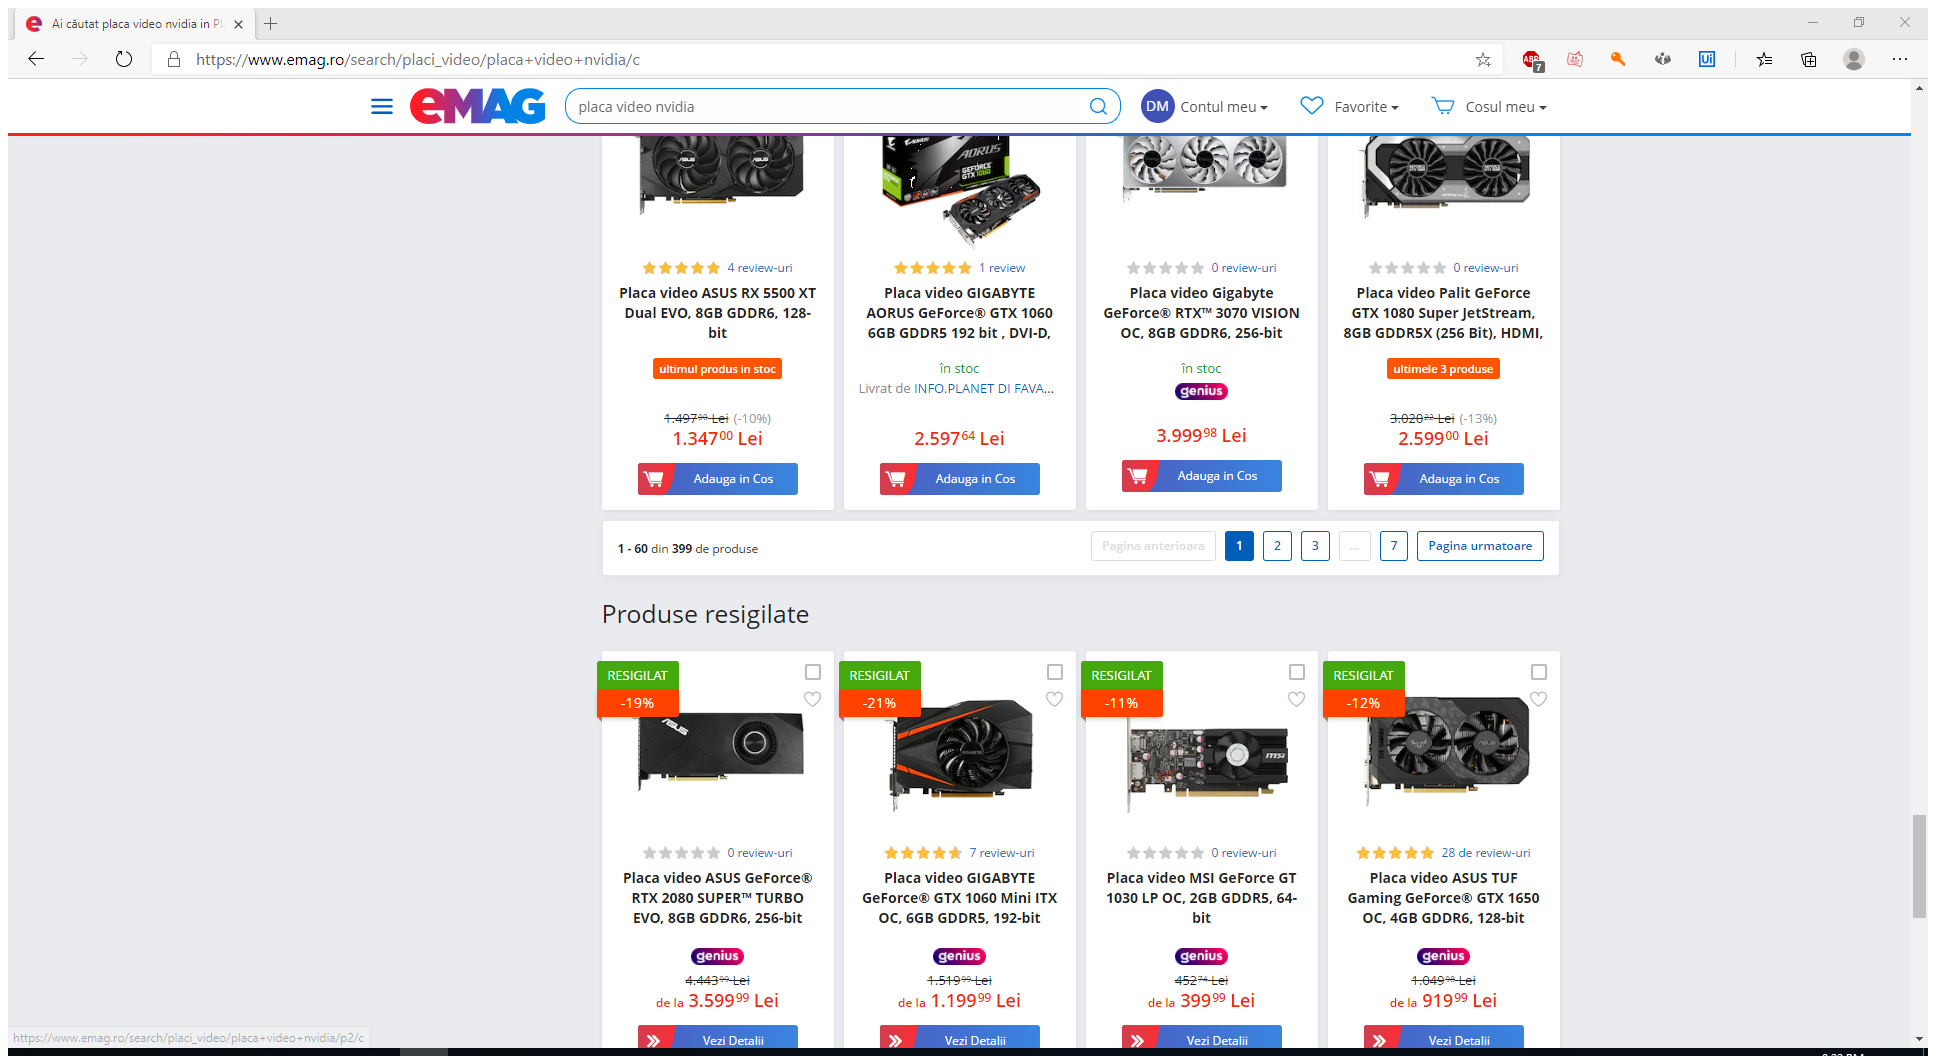 Ai căutat placa video nvidia in Pl
https://www.emag.ro/search/placi_video/placa+video+nvidia/c
ABP
7
Ui
eMAG
placa video nvidia
DM
Contul meu
Favorite
Cosul meu
ASUS
AORUS
AORUS
GEFORCE
GTX 1060
4 review-uri
1 review
0 review-uri
0 review-uri
Placa video ASUS RX 5500 XT
Dual EVO, 8GB GDDR6, 128-
bit
Placa video GIGABYTE
AORUS GeForce® GTX 1060
6GB GDDR5 192 bit , DVI-D,
Placa video Gigabyte
GeForce® RTX™ 3070 VISION
OC, 8GB GDDR6, 256-bit
Placa video Palit GeForce
GTX 1080 Super JetStream,
8GB GDDR5X (256 Bit), HDMI,
ultimul produs in stoc
în stoc
Livrat de INFO.PLANET DI FAVA...
în stoc
genius
ultimele 3 produse
1.497⁰⁰ Lei (-10%)
1.347⁰⁰ Lei
2.597⁶⁴ Lei
3.999⁹⁸ Lei
3.020²² Lei (-13%)
2.599⁰⁰ Lei
Adauga in Cos
Adauga in Cos
Adauga in Cos
Adauga in Cos
1 - 60 din 399 de produse
Pagina anterioara
1
2
3
...
7
Pagina urmatoare
Produse resigilate
RESIGILAT
-19%
RESIGILAT
-21%
RESIGILAT
-11%
RESIGILAT
-12%
ASUS
msi
0 review-uri
7 review-uri
0 review-uri
28 de review-uri
Placa video ASUS GeForce®
RTX 2080 SUPER™ TURBO
EVO, 8GB GDDR6, 256-bit
Placa video GIGABYTE
GeForce® GTX 1060 Mini ITX
OC, 6GB GDDR5, 192-bit
Placa video MSI GeForce GT
1030 LP OC, 2GB GDDR5, 64-
bit
Placa video ASUS TUF
Gaming GeForce® GTX 1650
OC, 4GB GDDR6, 128-bit
genius
genius
genius
genius
4.443⁹⁹ Lei
de la 3.599⁹⁹ Lei
1.519⁹⁹ Lei
de la 1.199⁹⁹ Lei
452⁷⁴ Lei
de la 399⁹⁹ Lei
1.049⁹⁸ Lei
de la 919⁹⁹ Lei
Vezi Detalii
Vezi Detalii
Vezi Detalii
Vezi Detalii
https://www.emag.ro/search/placi_video/placa+video+nvidia/p2/c